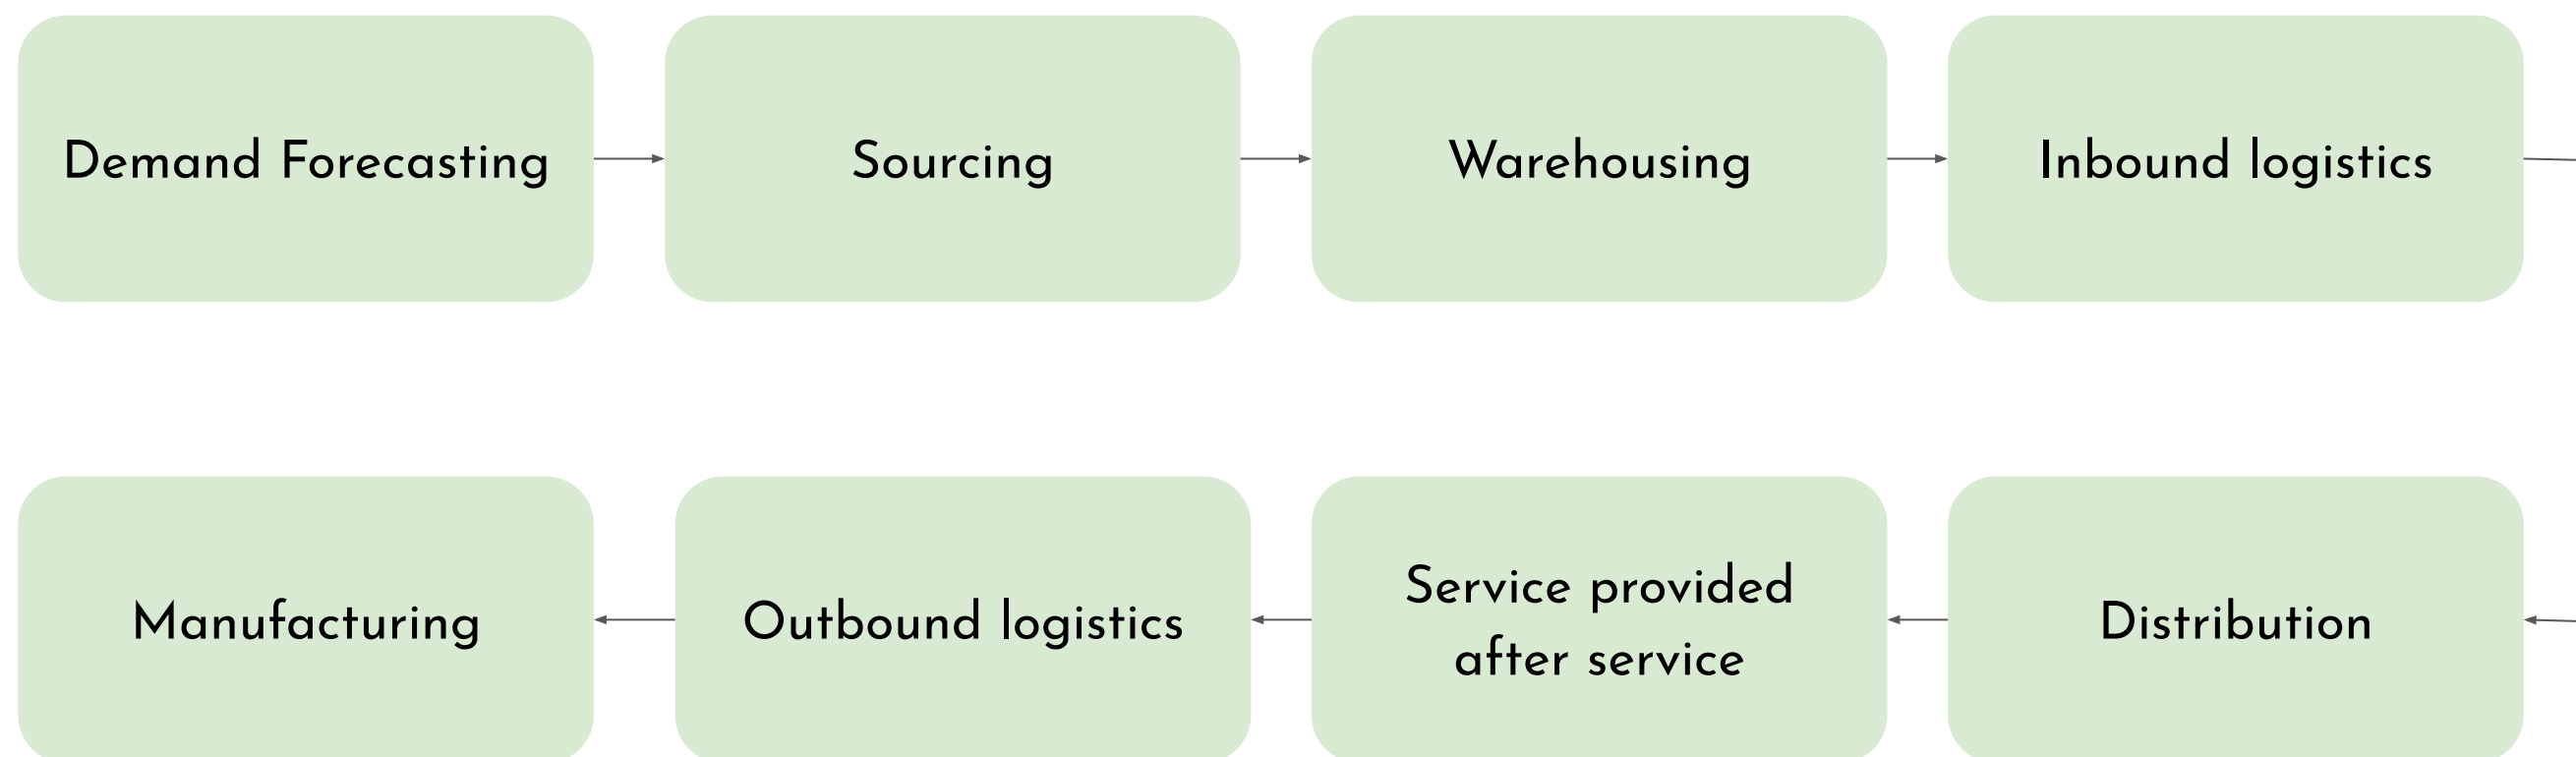 Demand Forecasting
Sourcing
Warehousing
Inbound logistics
Manufacturing
Outbound logistics
Service provided
after service
Distribution